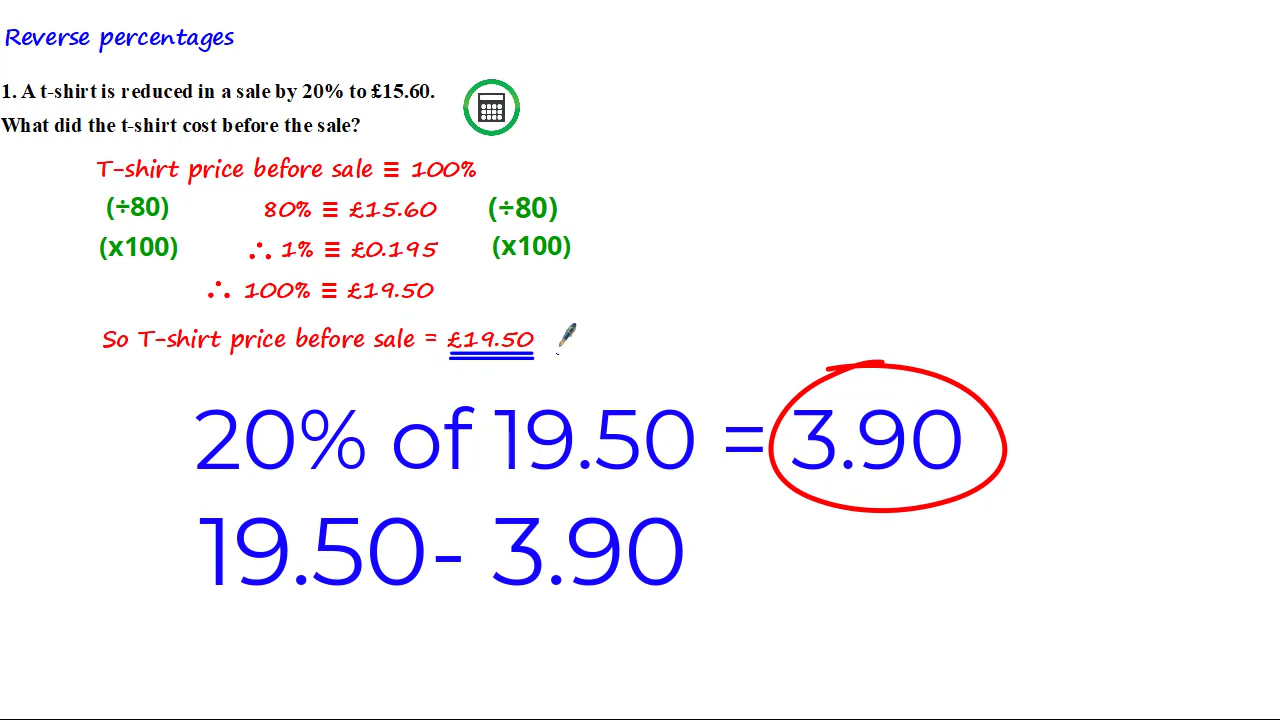 Reverse percentages
1. A t-shirt is reduced in a sale by 20% to £15.60.
What did the t-shirt cost before the sale?
T-shirt price before sale ≡ 100%
(÷80) 80% ≡ £15.60 (÷80)
(x100) ∴ 1% ≡ £0.195 (x100)
∴ 100% ≡ £19.50
So T-shirt price before sale = £19.50
20% of 19.50 = 3.90
19.50- 3.90